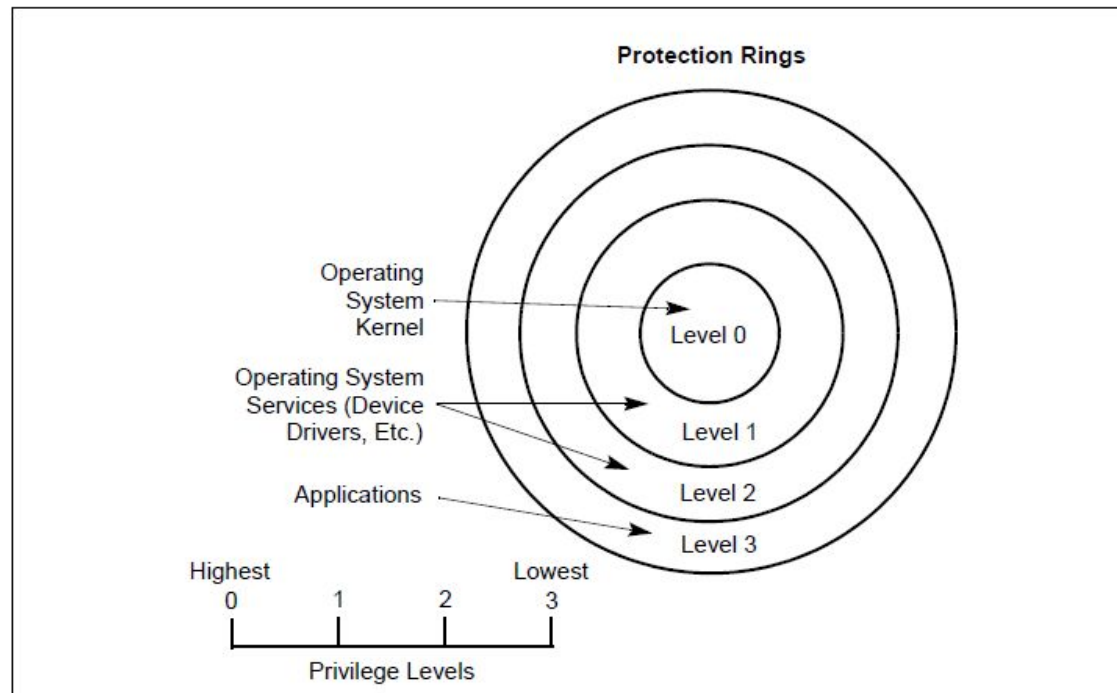 Protection Rings
Operating
System
Kernel
Level 0
Operating System
Services (Device
Drivers, Etc.)
Level 1
Level 2
Applications
Level 3
Highest
Lowest
0
1
2
3
Privilege Levels